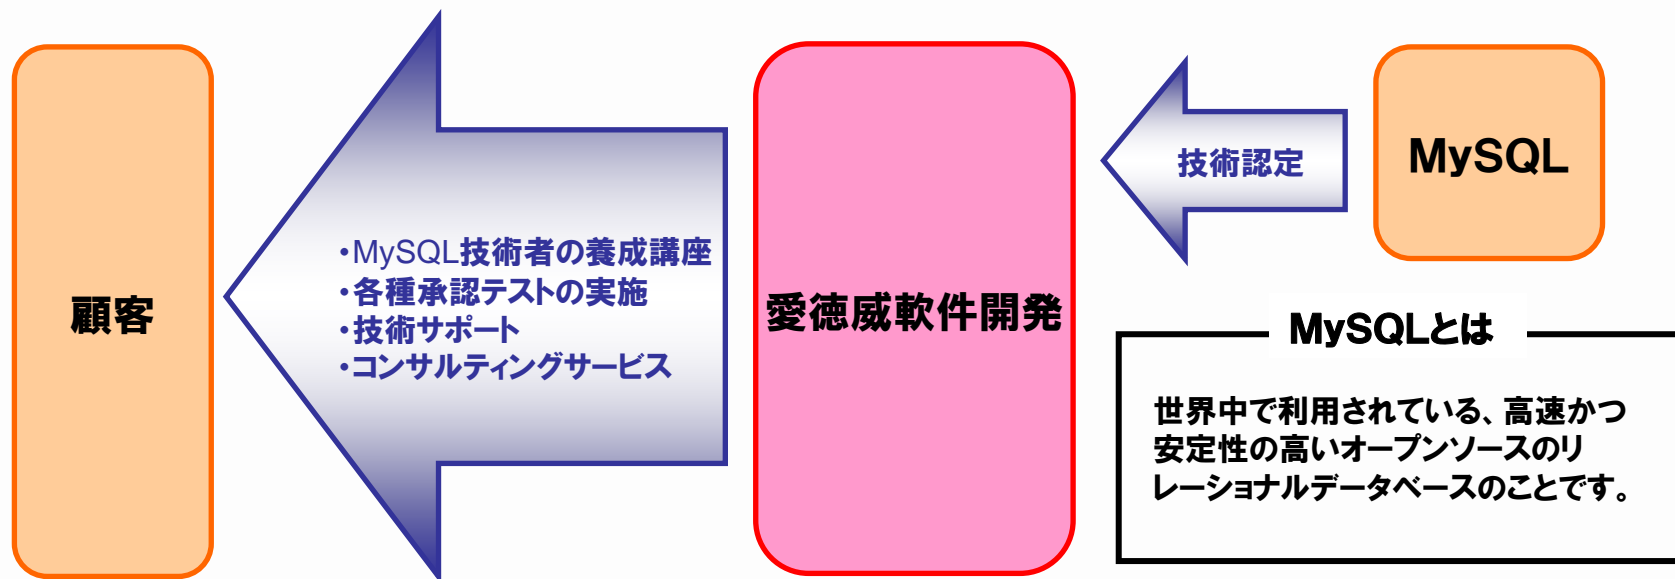 顧客
・MySQL技術者の養成講座
・各種承認テストの実施
・技術サポート
・コンサルティングサービス
愛徳威軟件開発
技術認定
MySQL
MySQLとは
世界中で利用されている、高速かつ
安定性の高いオープンソースのリ
レーショナルデータベースのことです。